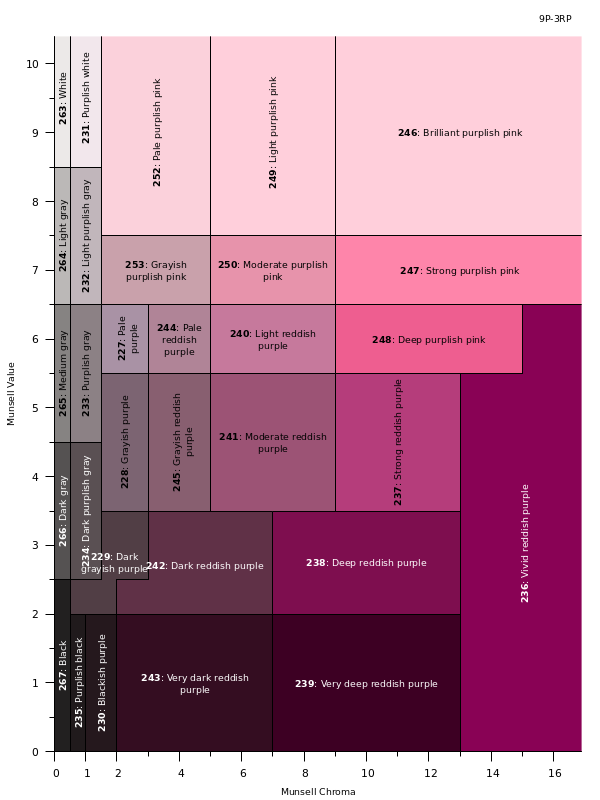 9P-3RP
10
9
8
7
6
5
4
3
2
1
0
Munsell Value
263: White
231: Purplish white
252: Pale purplish pink
249: Light purplish pink
246: Brilliant purplish pink
264: Light gray
232: Light purplish gray
253: Grayish
purplish pink
250: Moderate purplish
pink
247: Strong purplish pink
265: Medium gray
233: Purplish gray
227: Pale
purple
244: Pale
reddish
purple
240: Light reddish
purple
248: Deep purplish pink
228: Grayish purple
245: Grayish reddish
purple
241: Moderate reddish
purple
237: Strong reddish purple
236: Vivid reddish purple
266: Dark gray
234: Dark purplish gray
229: Dark
grayish purple
242: Dark reddish purple
238: Deep reddish purple
267: Black
235: Purplish black
230: Blackish purple
243: Very dark reddish
purple
239: Very deep reddish purple
0 1 2 4 6 8 10 12 14 16
Munsell Chroma